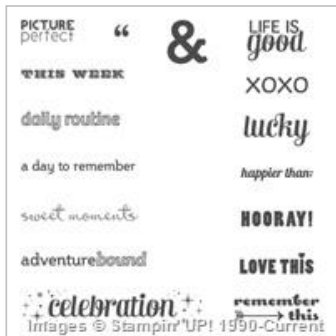 PICTURE
perfect
“
&
LIFE IS
good
THIS WEEK
XOXO
daily routine
lucky
a day to remember
happier than:
sweet moments
HOORAY!
adventurebound
LOVE THIS
celebration
remember
this
Images © Stampin' UP! 1990-Current